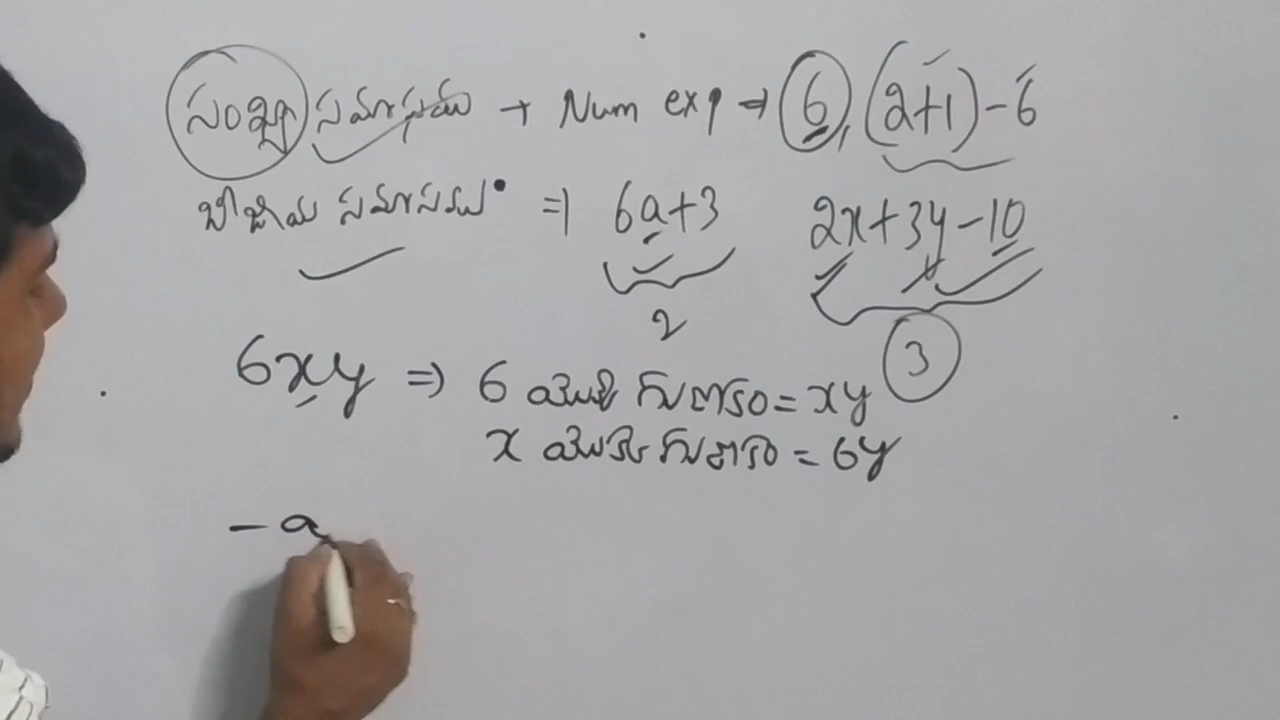 సంఖ్యా సమాసము → Num exp ⇒ 6, (2+1)-6
బీజీయ సమాసము ⇒ 6a+3 2x+3y-10
2 3
6xy ⇒ 6 యొక్క గుణకం = xy
x యొక్క గుణకం = 6y
- a